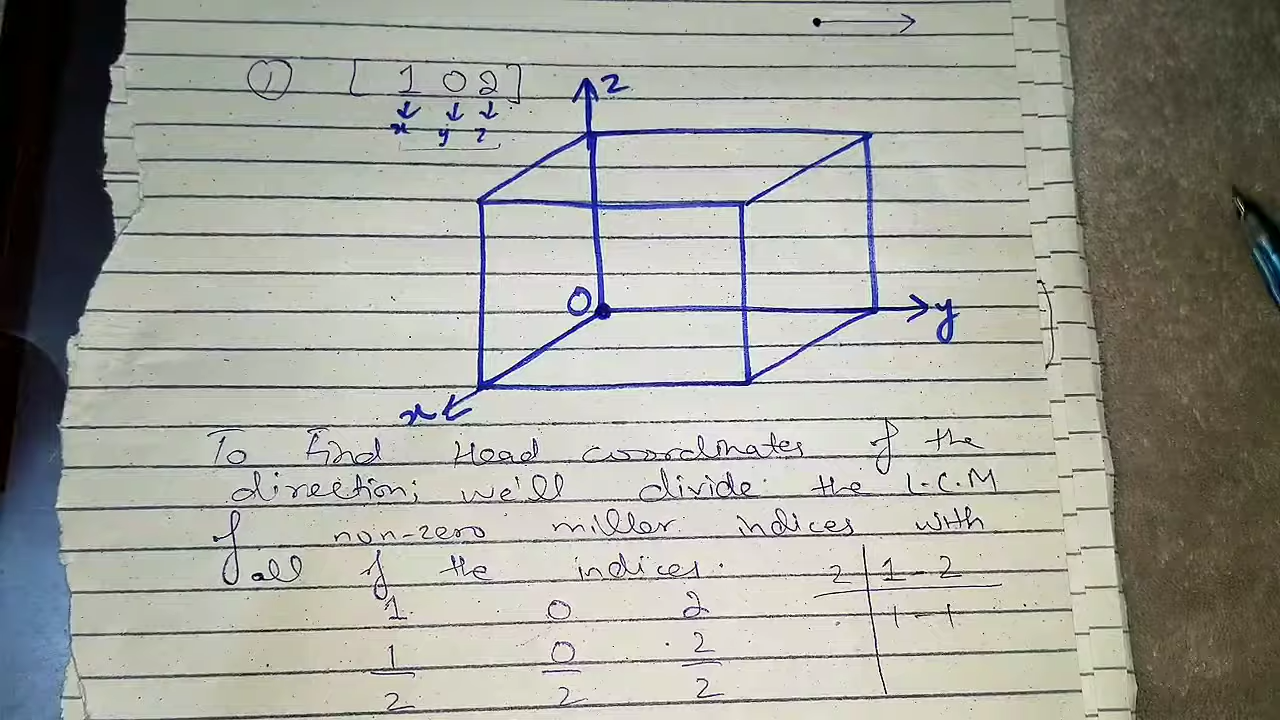 ① [ 1 0 2 ]
x y z
z
O
y
x
To Find Head coordinates of the
direction; we'll divide the L.C.M
of non-zero miller indices with
all of the indices.
2 | 1 - 2
1 - 1
1 0 2
1/2 0/2 2/2